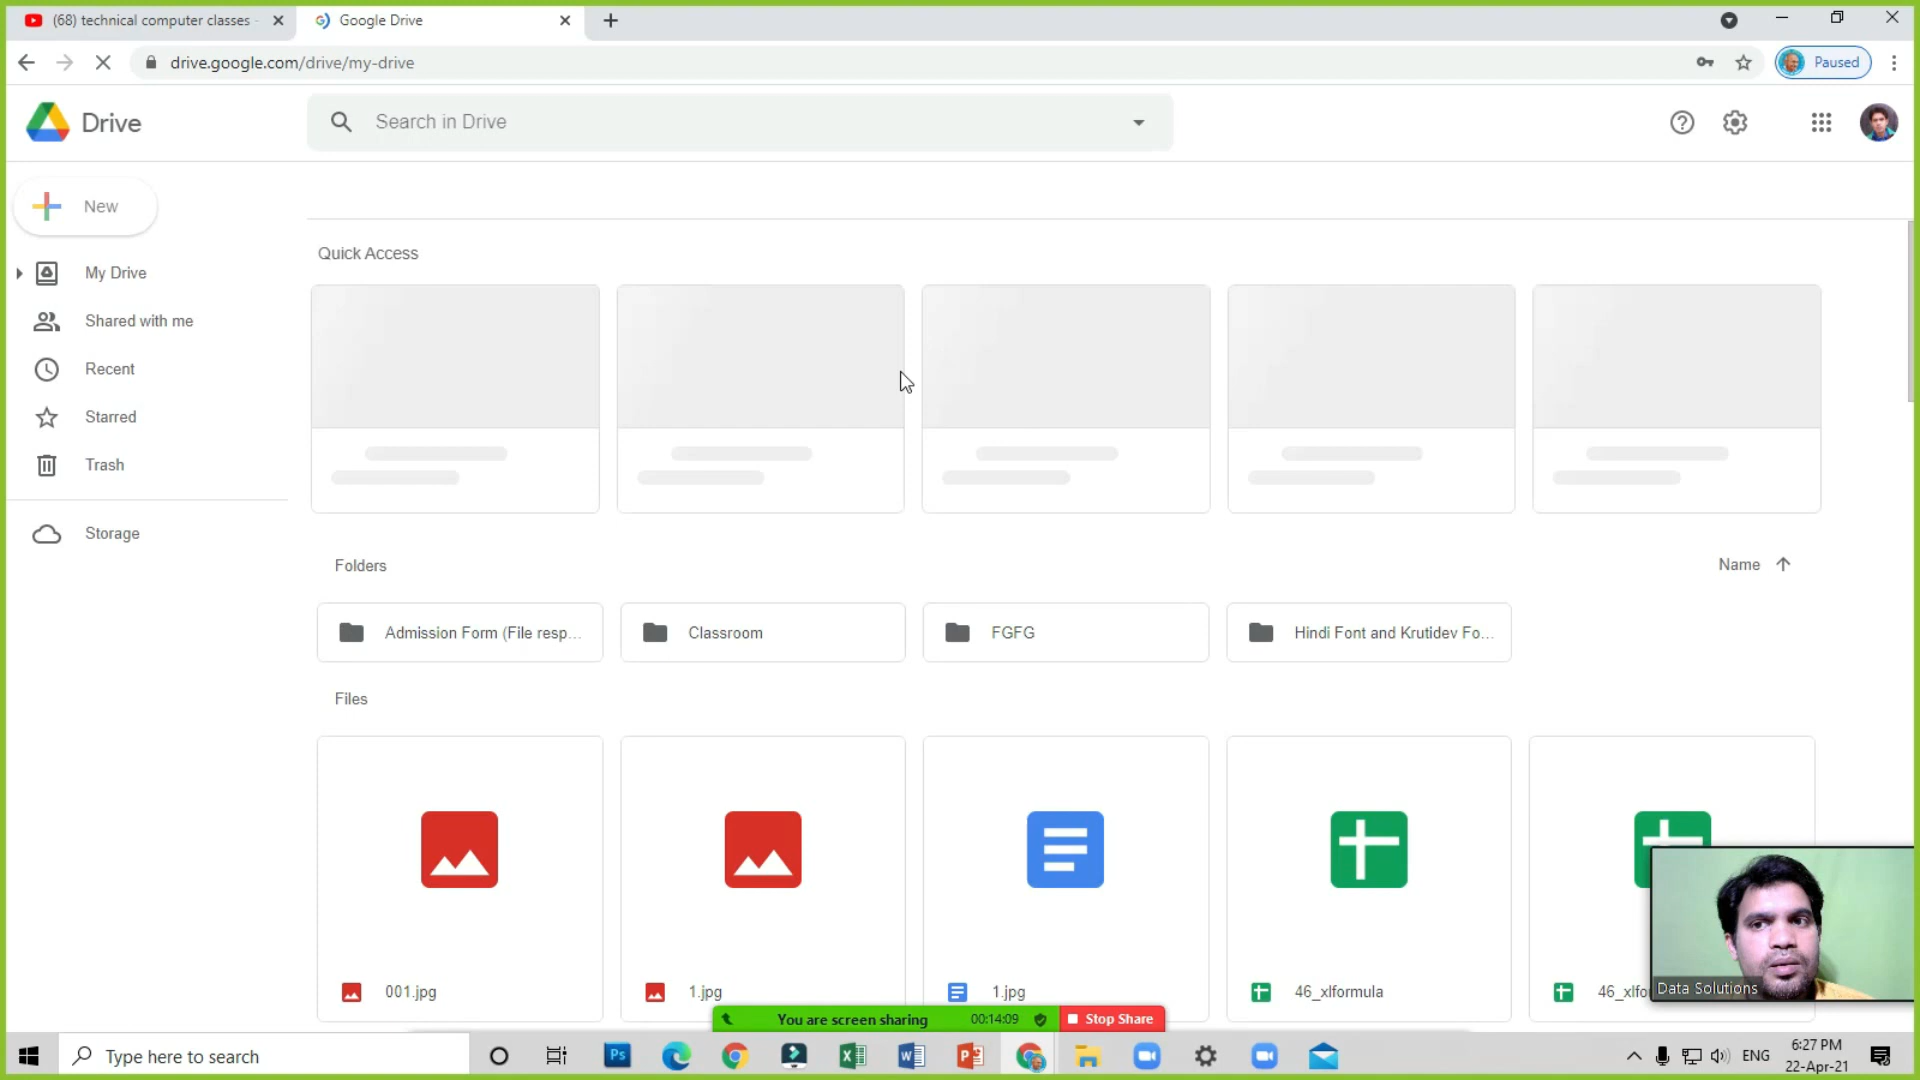 (68) technical computer classes -
Google Drive
drive.google.com/drive/my-drive
Paused
Drive
Search in Drive
New
My Drive
Shared with me
Recent
Starred
Trash
Storage
Quick Access
Folders
Name
Admission Form (File resp...
Classroom
FGFG
Hindi Font and Krutidev Fo...
Files
001.jpg
1.jpg
1.jpg
46_xlformula
46_xlfo
Data Solutions
You are screen sharing
00:14:09
Stop Share
Type here to search
Ps
ENG
6:27 PM
22-Apr-21